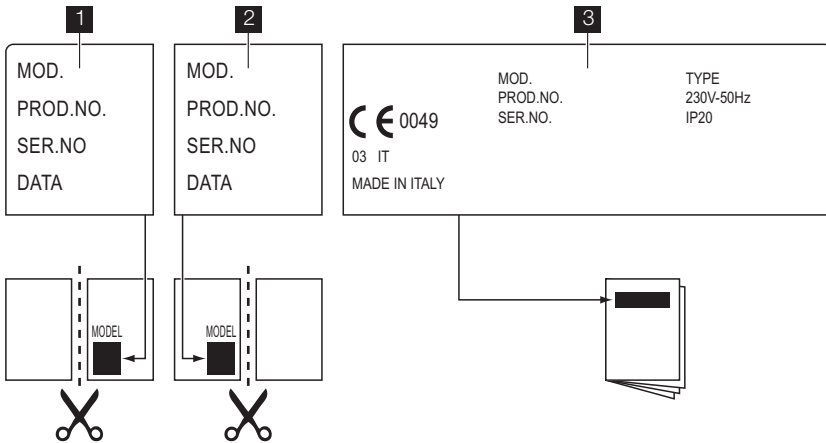 1
MOD.
PROD.NO.
SER.NO
DATA
2
MOD.
PROD.NO.
SER.NO
DATA
3
MOD.
PROD.NO.
SER.NO.
TYPE
230V-50Hz
IP20
CE 0049
03 IT
MADE IN ITALY
MODEL
MODEL